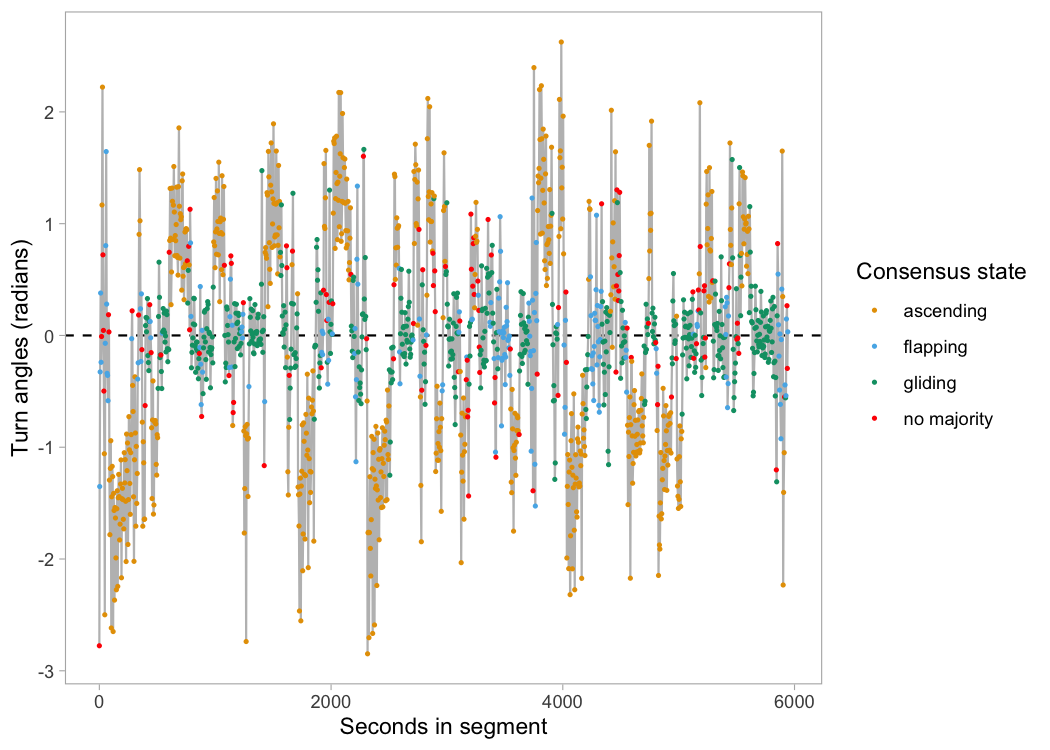 Turn angles (radians)
2
1
0
-1
-2
-3
0 2000 4000 6000
Seconds in segment
Consensus state
ascending
flapping
gliding
no majority